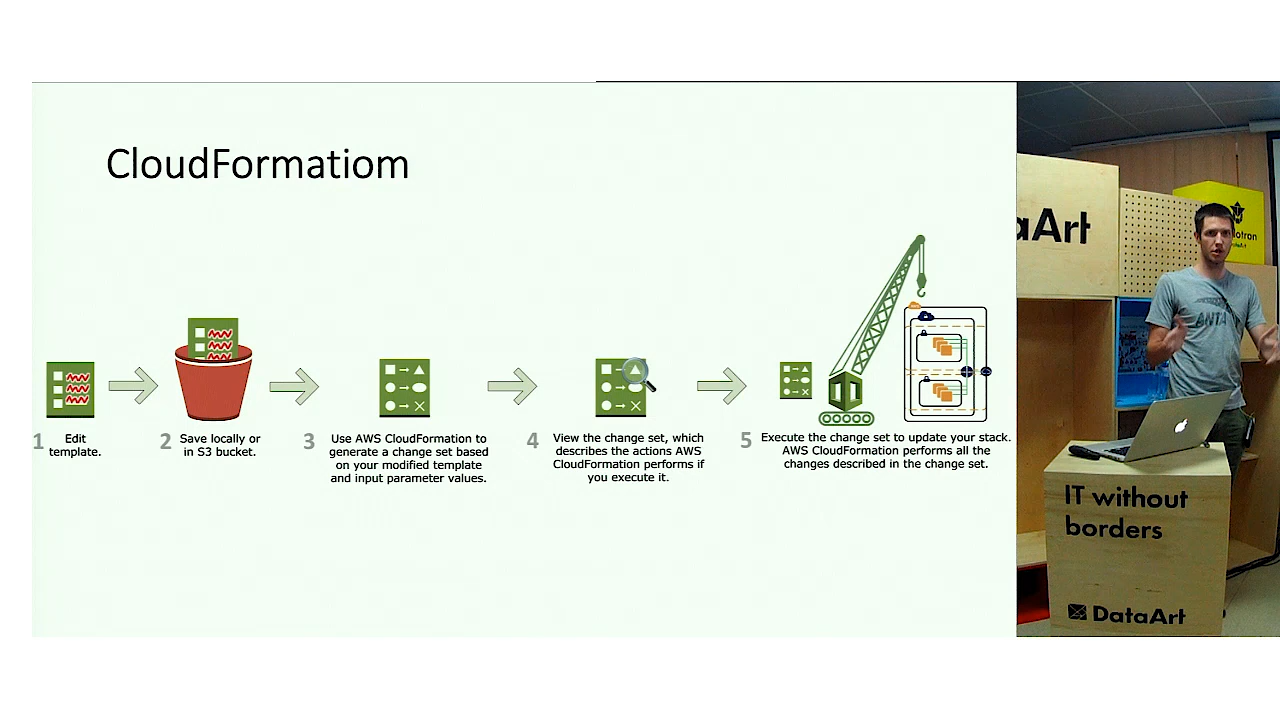 CloudFormatiom
1 Edit
template.
2 Save locally or
in S3 bucket.
3 Use AWS CloudFormation to
generate a change set based
on your modified template
and input parameter values.
4 View the change set, which
describes the actions AWS
CloudFormation performs if
you execute it.
5 Execute the change set to update your stack.
AWS CloudFormation performs all the
changes described in the change set.
aArt
otron
ANTA
IT without
borders
DataArt